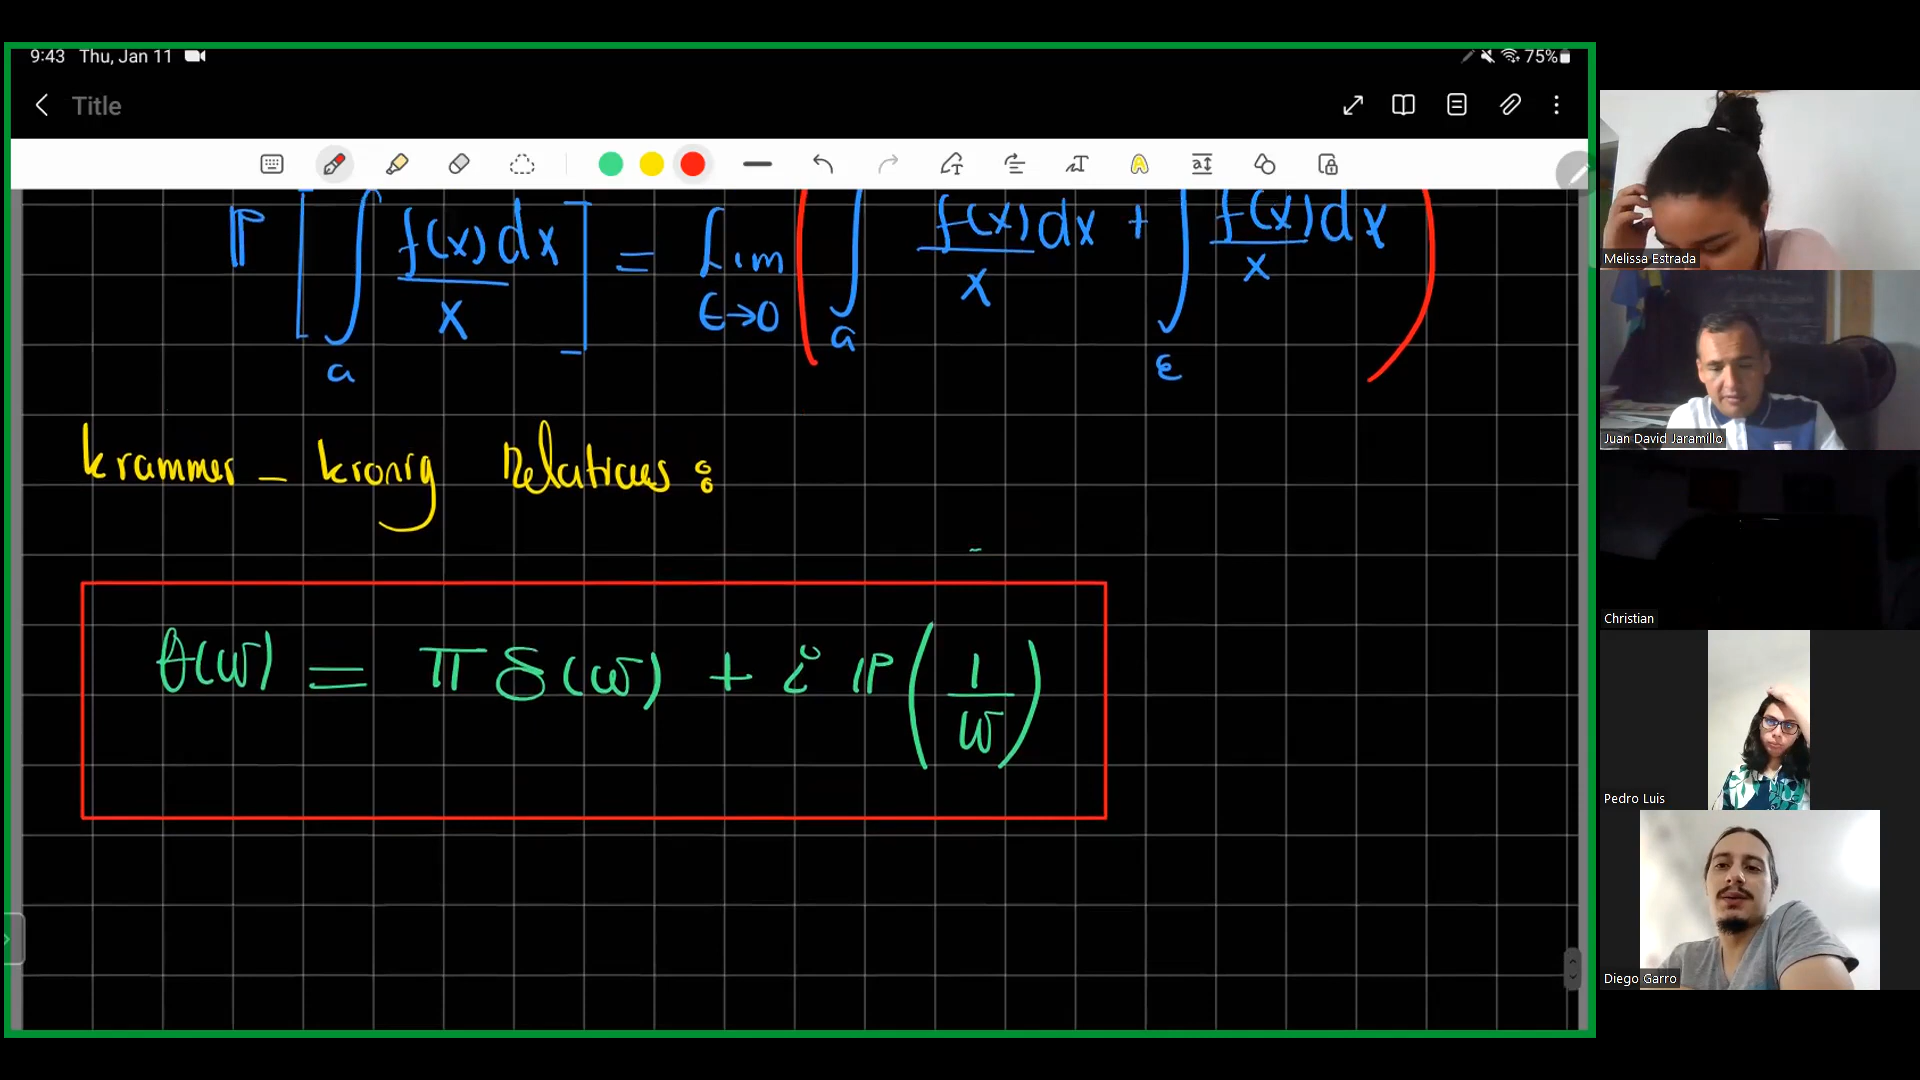 9:43 Thu, Jan 11 75%
Title
ℙ [ ∫ₐ f(x)dx / x ] = Lim ϵ→0 ( ∫ₐ f(x)dx / x + ∫ε f(x)dx / x )
krammer - kronig Relations :
θ(ω) = π δ(ω) + i ℙ ( 1 / ω )
Melissa Estrada
Juan David Jaramillo
Christian
Pedro Luis
Diego Garro